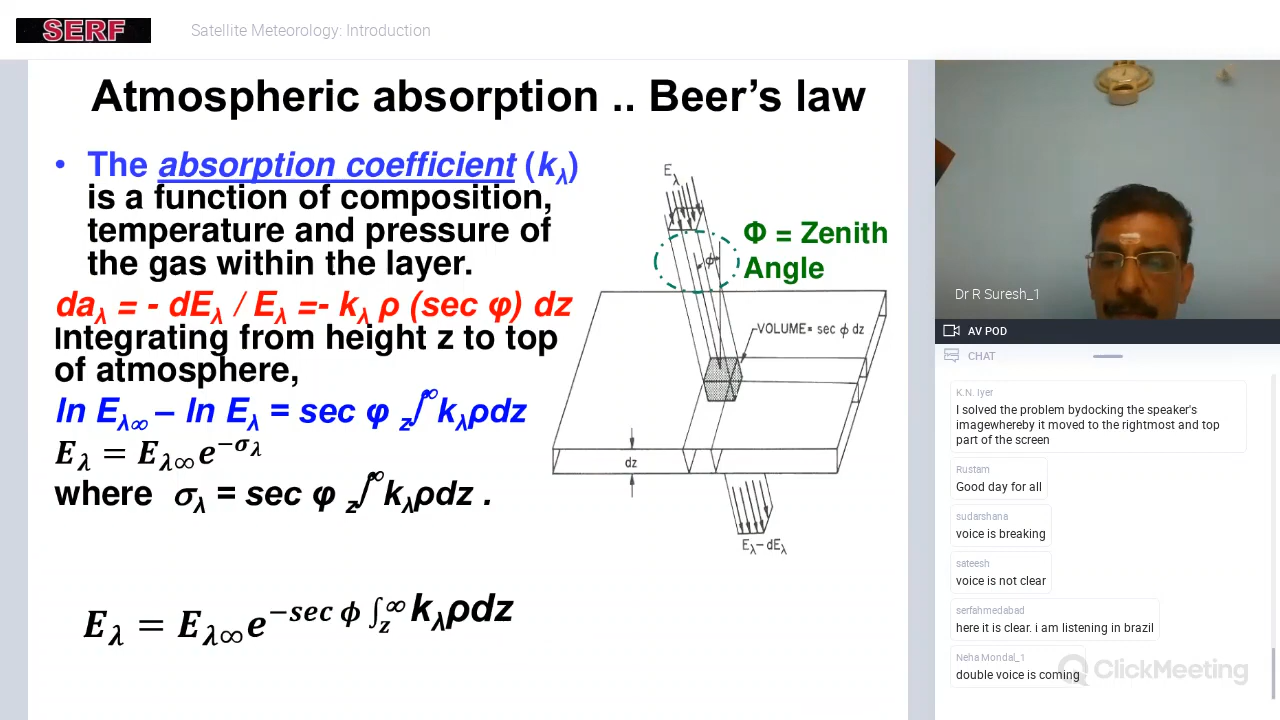 SERF
Satellite Meteorology: Introduction
Atmospheric absorption .. Beer's law
• The absorption coefficient (kλ)
is a function of composition,
temperature and pressure of
the gas within the layer.
daλ = - dEλ / Eλ =- kλ ρ (sec φ) dz
Integrating from height z to top
of atmosphere,
ln Eλ∞ – ln Eλ = sec φ z∫∞ kλρdz
Eλ = Eλ∞e^−σλ
where σλ = sec φ z∫∞ kλρdz .
Eλ = Eλ∞e^−sec ϕ ∫z∞ kλρdz
Eλ
Φ = Zenith
Angle
ϕ
VOLUME= sec ϕ dz
dz
Eλ– dEλ
Dr R Suresh_1
AV POD
CHAT
K.N. Iyer
I solved the problem bydocking the speaker's
imagewhereby it moved to the rightmost and top
part of the screen
Rustam
Good day for all
sudarshana
voice is breaking
sateesh
voice is not clear
serfahmedabad
here it is clear. i am listening in brazil
Neha Mondal_1
double voice is coming
ClickMeeting